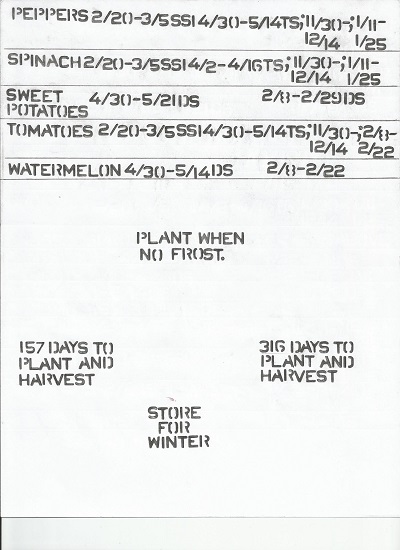 PEPPERS 2/20-3/5SSI 4/30-5/14TS; 11/30-; 1/11-
12/14 1/25
SPINACH 2/20-3/5SSI 4/2-4/16TS; 11/30-; 1/11-
12/14 1/25
SWEET 4/30-5/21DS 2/8-2/29DS
POTATOES
TOMATOES 2/20-3/5SSI 4/30-5/14TS; 11/30-; 2/8-
12/14 2/22
WATERMELON 4/30-5/14DS 2/8-2/22
PLANT WHEN
NO FROST.
157 DAYS TO
PLANT AND
HARVEST
316 DAYS TO
PLANT AND
HARVEST
STORE
FOR
WINTER